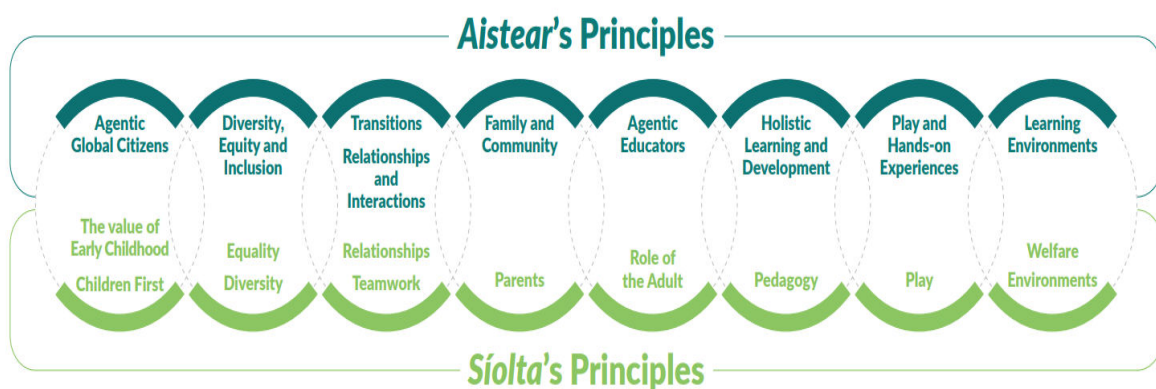 Aistear's Principles
Agentic
Global Citizens
Diversity,
Equity and
Inclusion
Transitions
Relationships
and
Interactions
Family and
Community
Agentic
Educators
Holistic
Learning and
Development
Play and
Hands-on
Experiences
Learning
Environments
The value of
Early Childhood
Children First
Equality
Diversity
Relationships
Teamwork
Parents
Role of
the Adult
Pedagogy
Play
Welfare
Environments
Síolta's Principles